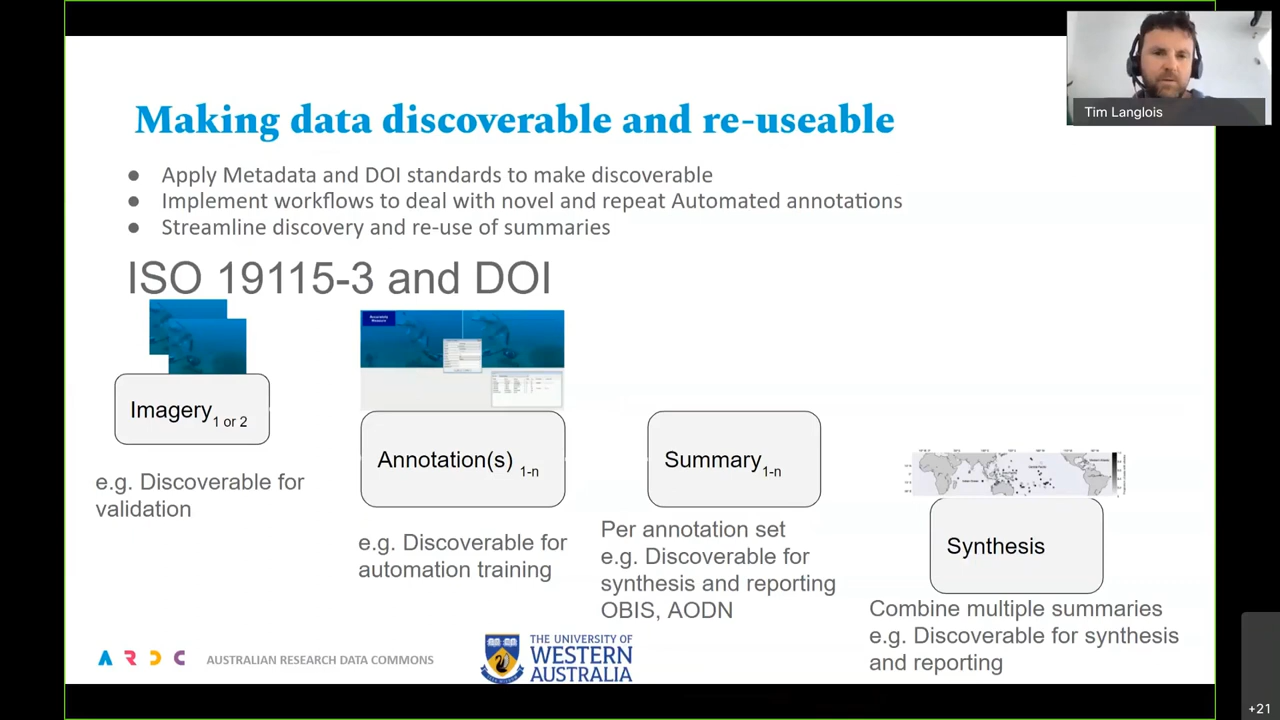 Making data discoverable and re-useable
● Apply Metadata and DOI standards to make discoverable
● Implement workflows to deal with novel and repeat Automated annotations
● Streamline discovery and re-use of summaries
ISO 19115-3 and DOI
Imagery 1 or 2
e.g. Discoverable for
validation
Annotation(s) 1-n
e.g. Discoverable for
automation training
Summary 1-n
Per annotation set
e.g. Discoverable for
synthesis and reporting
OBIS, AODN
Synthesis
Combine multiple summaries
e.g. Discoverable for synthesis
and reporting
ARDC AUSTRALIAN RESEARCH DATA COMMONS
THE UNIVERSITY OF
WESTERN
AUSTRALIA
Tim Langlois
+21